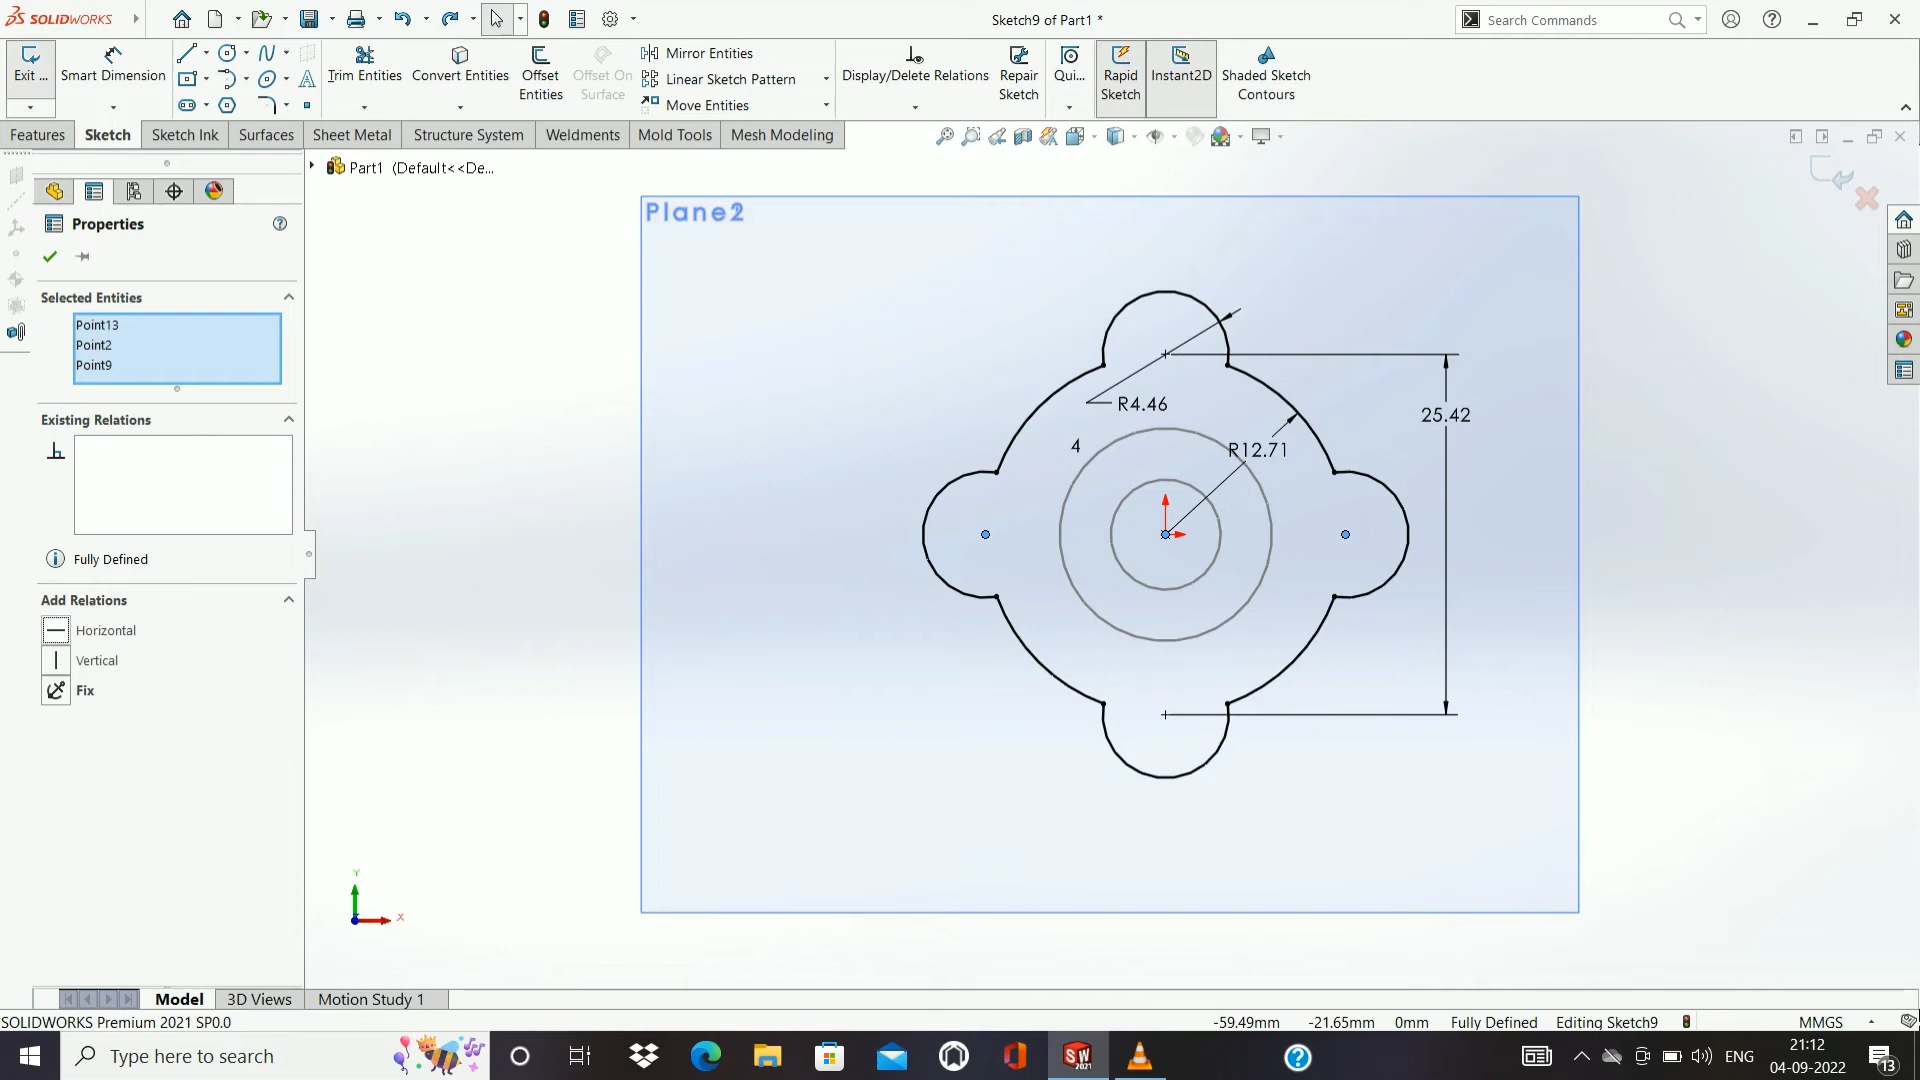 SOLIDWORKS
Sketch9 of Part1 *
Search Commands
Exit ...
Smart Dimension
Trim Entities
Convert Entities
Offset
Entities
Offset On
Surface
Mirror Entities
Linear Sketch Pattern
Move Entities
Display/Delete Relations
Repair
Sketch
Qui...
Rapid
Sketch
Instant2D
Shaded Sketch
Contours
Features
Sketch
Sketch Ink
Surfaces
Sheet Metal
Structure System
Weldments
Mold Tools
Mesh Modeling
Part1 (Default<<De...
Properties
Selected Entities
Point13
Point2
Point9
Existing Relations
Fully Defined
Add Relations
Horizontal
Vertical
Fix
Plane2
R4.46
4
R12.71
25.42
Y
X
Model
3D Views
Motion Study 1
SOLIDWORKS Premium 2021 SP0.0
-59.49mm
-21.65mm
0mm
Fully Defined
Editing Sketch9
MMGS
Type here to search
SW
2021
ENG
21:12
04-09-2022
13